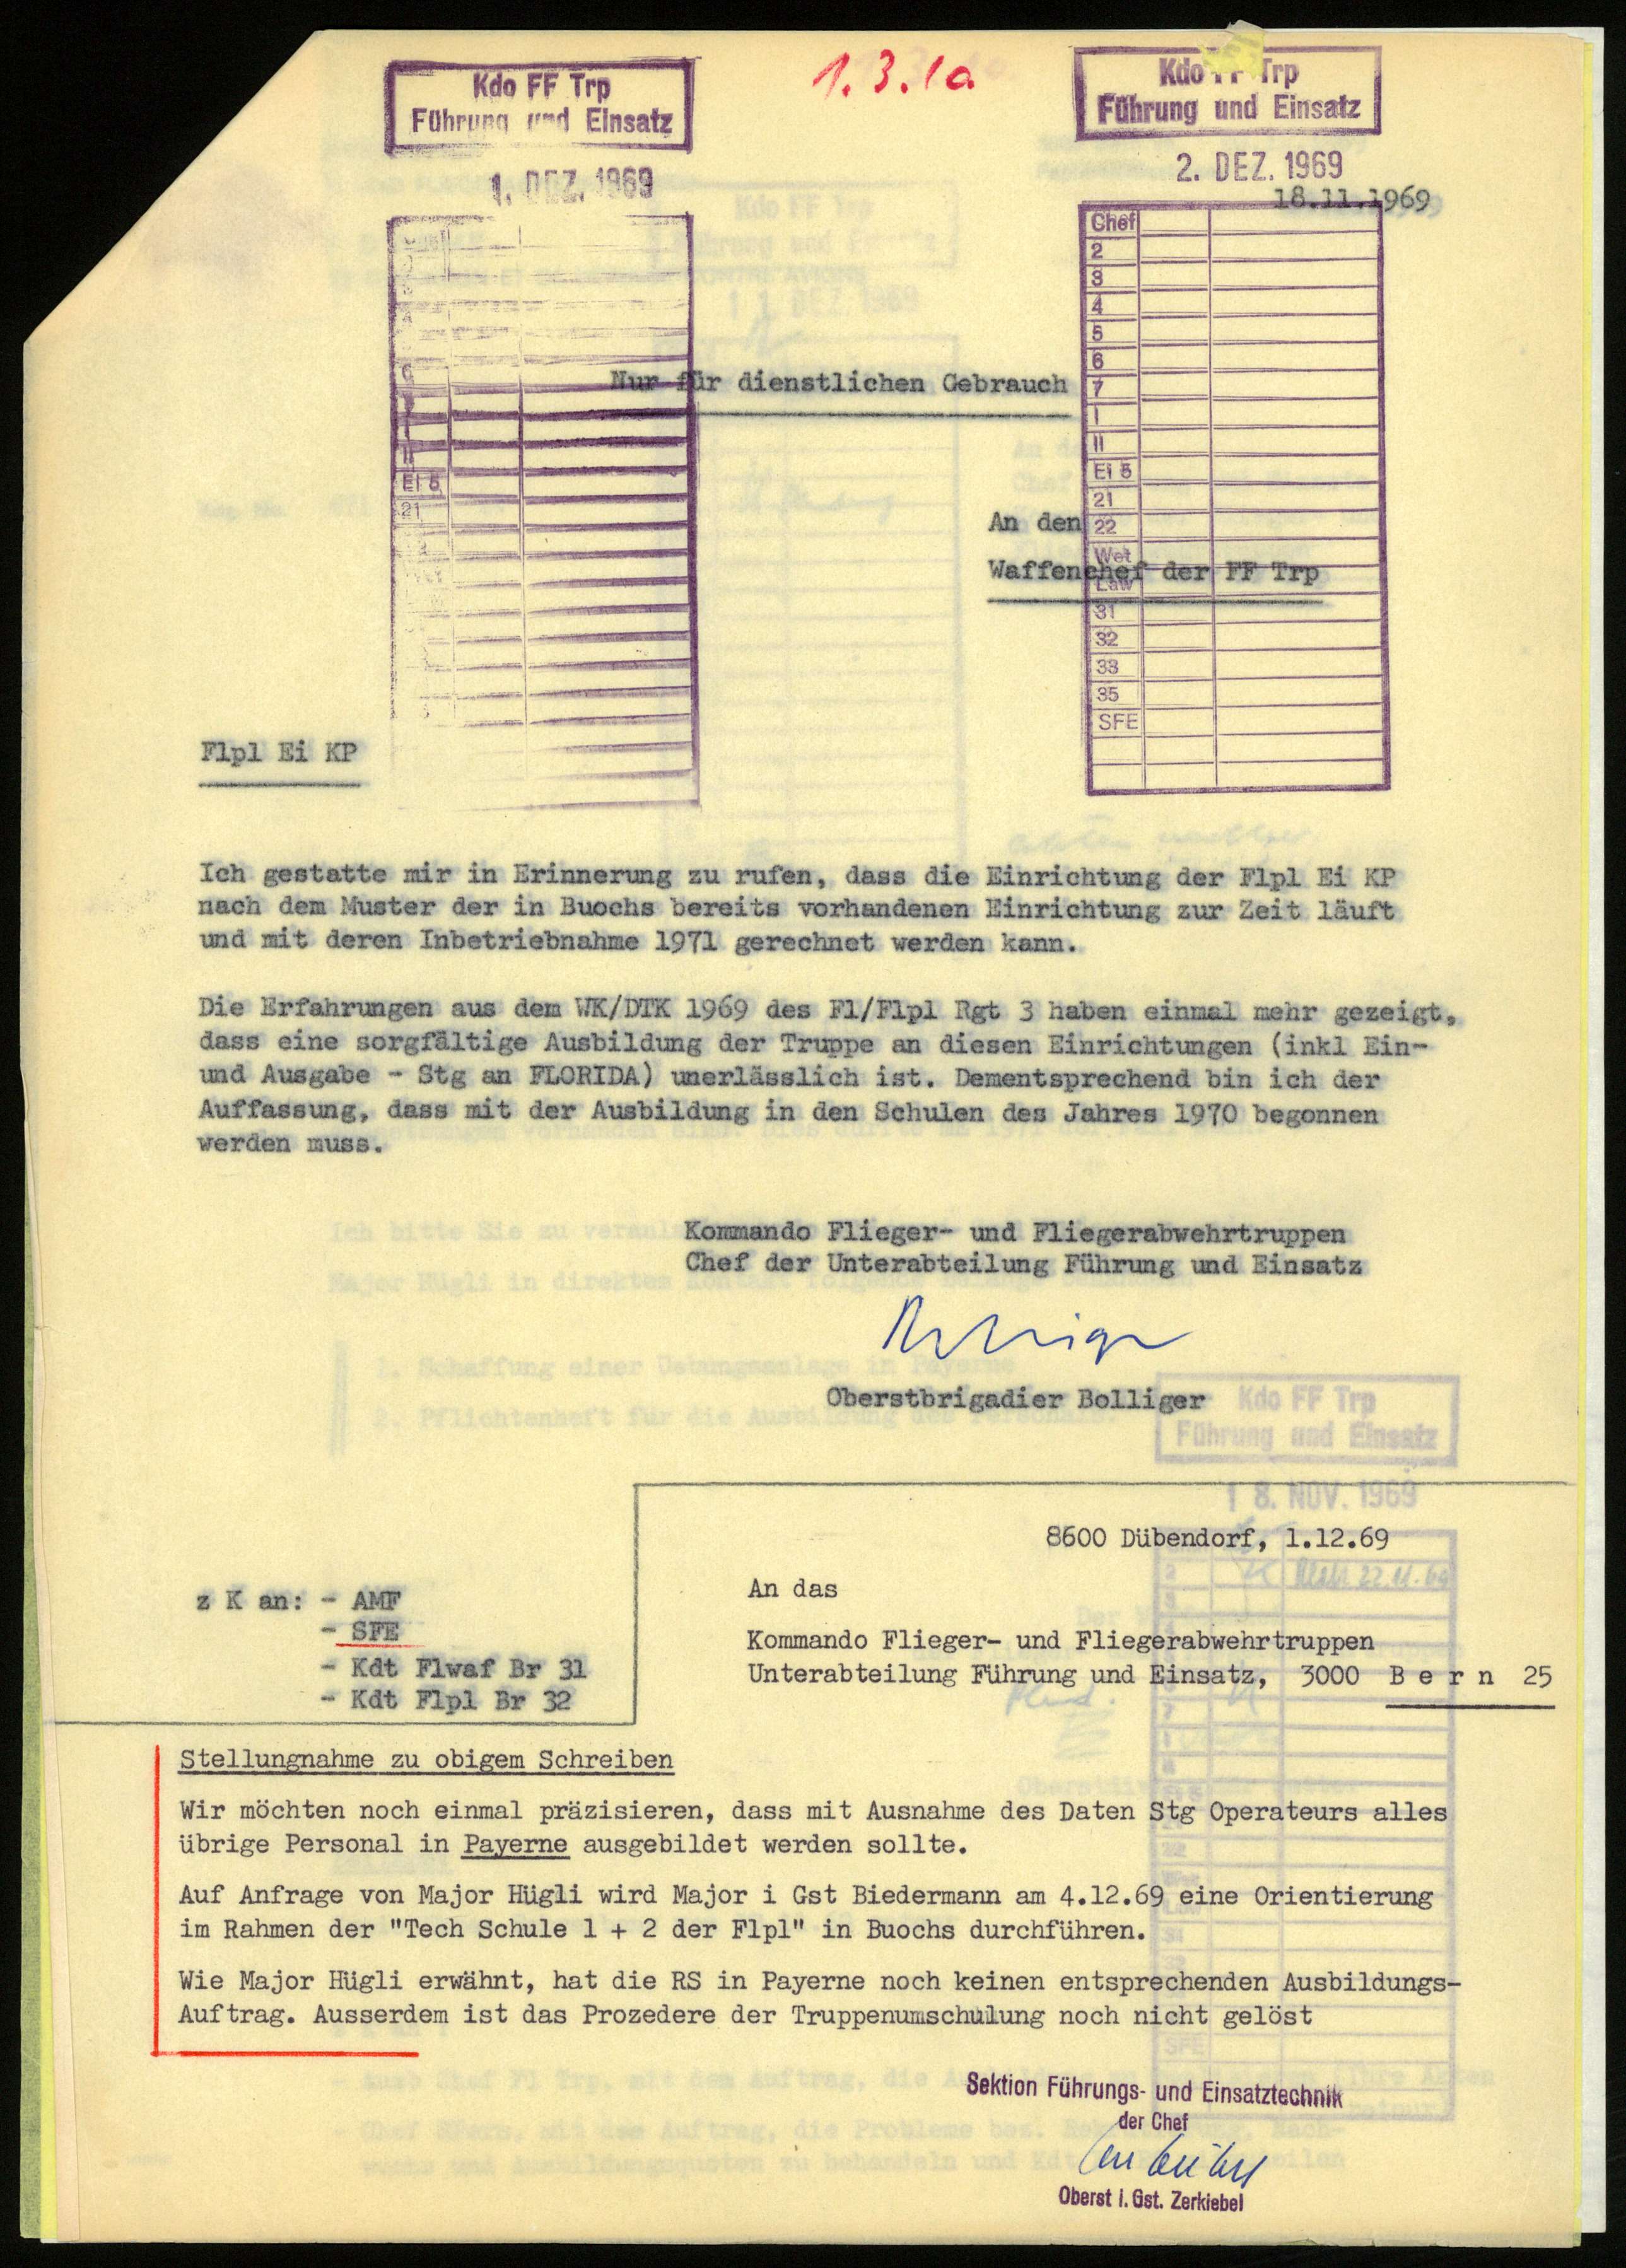 1.3.1a
Kdo FF Trp
Führung und Einsatz
1. DEZ. 1969
Kdo FF Trp
Führung und Einsatz
2. DEZ. 1969
18.11.1969
6
7
I
II
Ei 5
21
Chef
2
3
4
5
6
7
I
II
Ei 5
21
22
Wet
Law
31
32
33
35
SFE
Nur für dienstlichen Gebrauch
An den
Waffenchef der FF Trp
Flpl Ei KP
Ich gestatte mir in Erinnerung zu rufen, dass die Einrichtung der Flpl Ei KP
nach dem Muster der in Buochs bereits vorhandenen Einrichtung zur Zeit läuft
und mit deren Inbetriebnahme 1971 gerechnet werden kann.
Die Erfahrungen aus dem WK/DTK 1969 des Fl/Flpl Rgt 3 haben einmal mehr gezeigt,
dass eine sorgfältige Ausbildung der Truppe an diesen Einrichtungen (inkl Ein-
und Ausgabe - Stg an FLORIDA) unerlässlich ist. Dementsprechend bin ich der
Auffassung, dass mit der Ausbildung in den Schulen des Jahres 1970 begonnen
werden muss.
Kommando Flieger- und Fliegerabwehrtruppen
Chef der Unterabteilung Führung und Einsatz
Bolliger
Oberstbrigadier Bolliger
Kdo FF Trp
Führung und Einsatz
18. NOV. 1969
z K an: - AMF
- SFE
- Kdt Flwaf Br 31
- Kdt Flpl Br 32
8600 Dübendorf, 1.12.69
An das
Kommando Flieger- und Fliegerabwehrtruppen
Unterabteilung Führung und Einsatz, 3000 B e r n 25
Stellungnahme zu obigem Schreiben
Wir möchten noch einmal präzisieren, dass mit Ausnahme des Daten Stg Operateurs alles
übrige Personal in Payerne ausgebildet werden sollte.
Auf Anfrage von Major Hügli wird Major i Gst Biedermann am 4.12.69 eine Orientierung
im Rahmen der "Tech Schule 1 + 2 der Flpl" in Buochs durchführen.
Wie Major Hügli erwähnt, hat die RS in Payerne noch keinen entsprechenden Ausbildungs-
Auftrag. Ausserdem ist das Prozedere der Truppenumschulung noch nicht gelöst
Sektion Führungs- und Einsatztechnik
der Chef
Oberst i. Gst. Zerkiebel